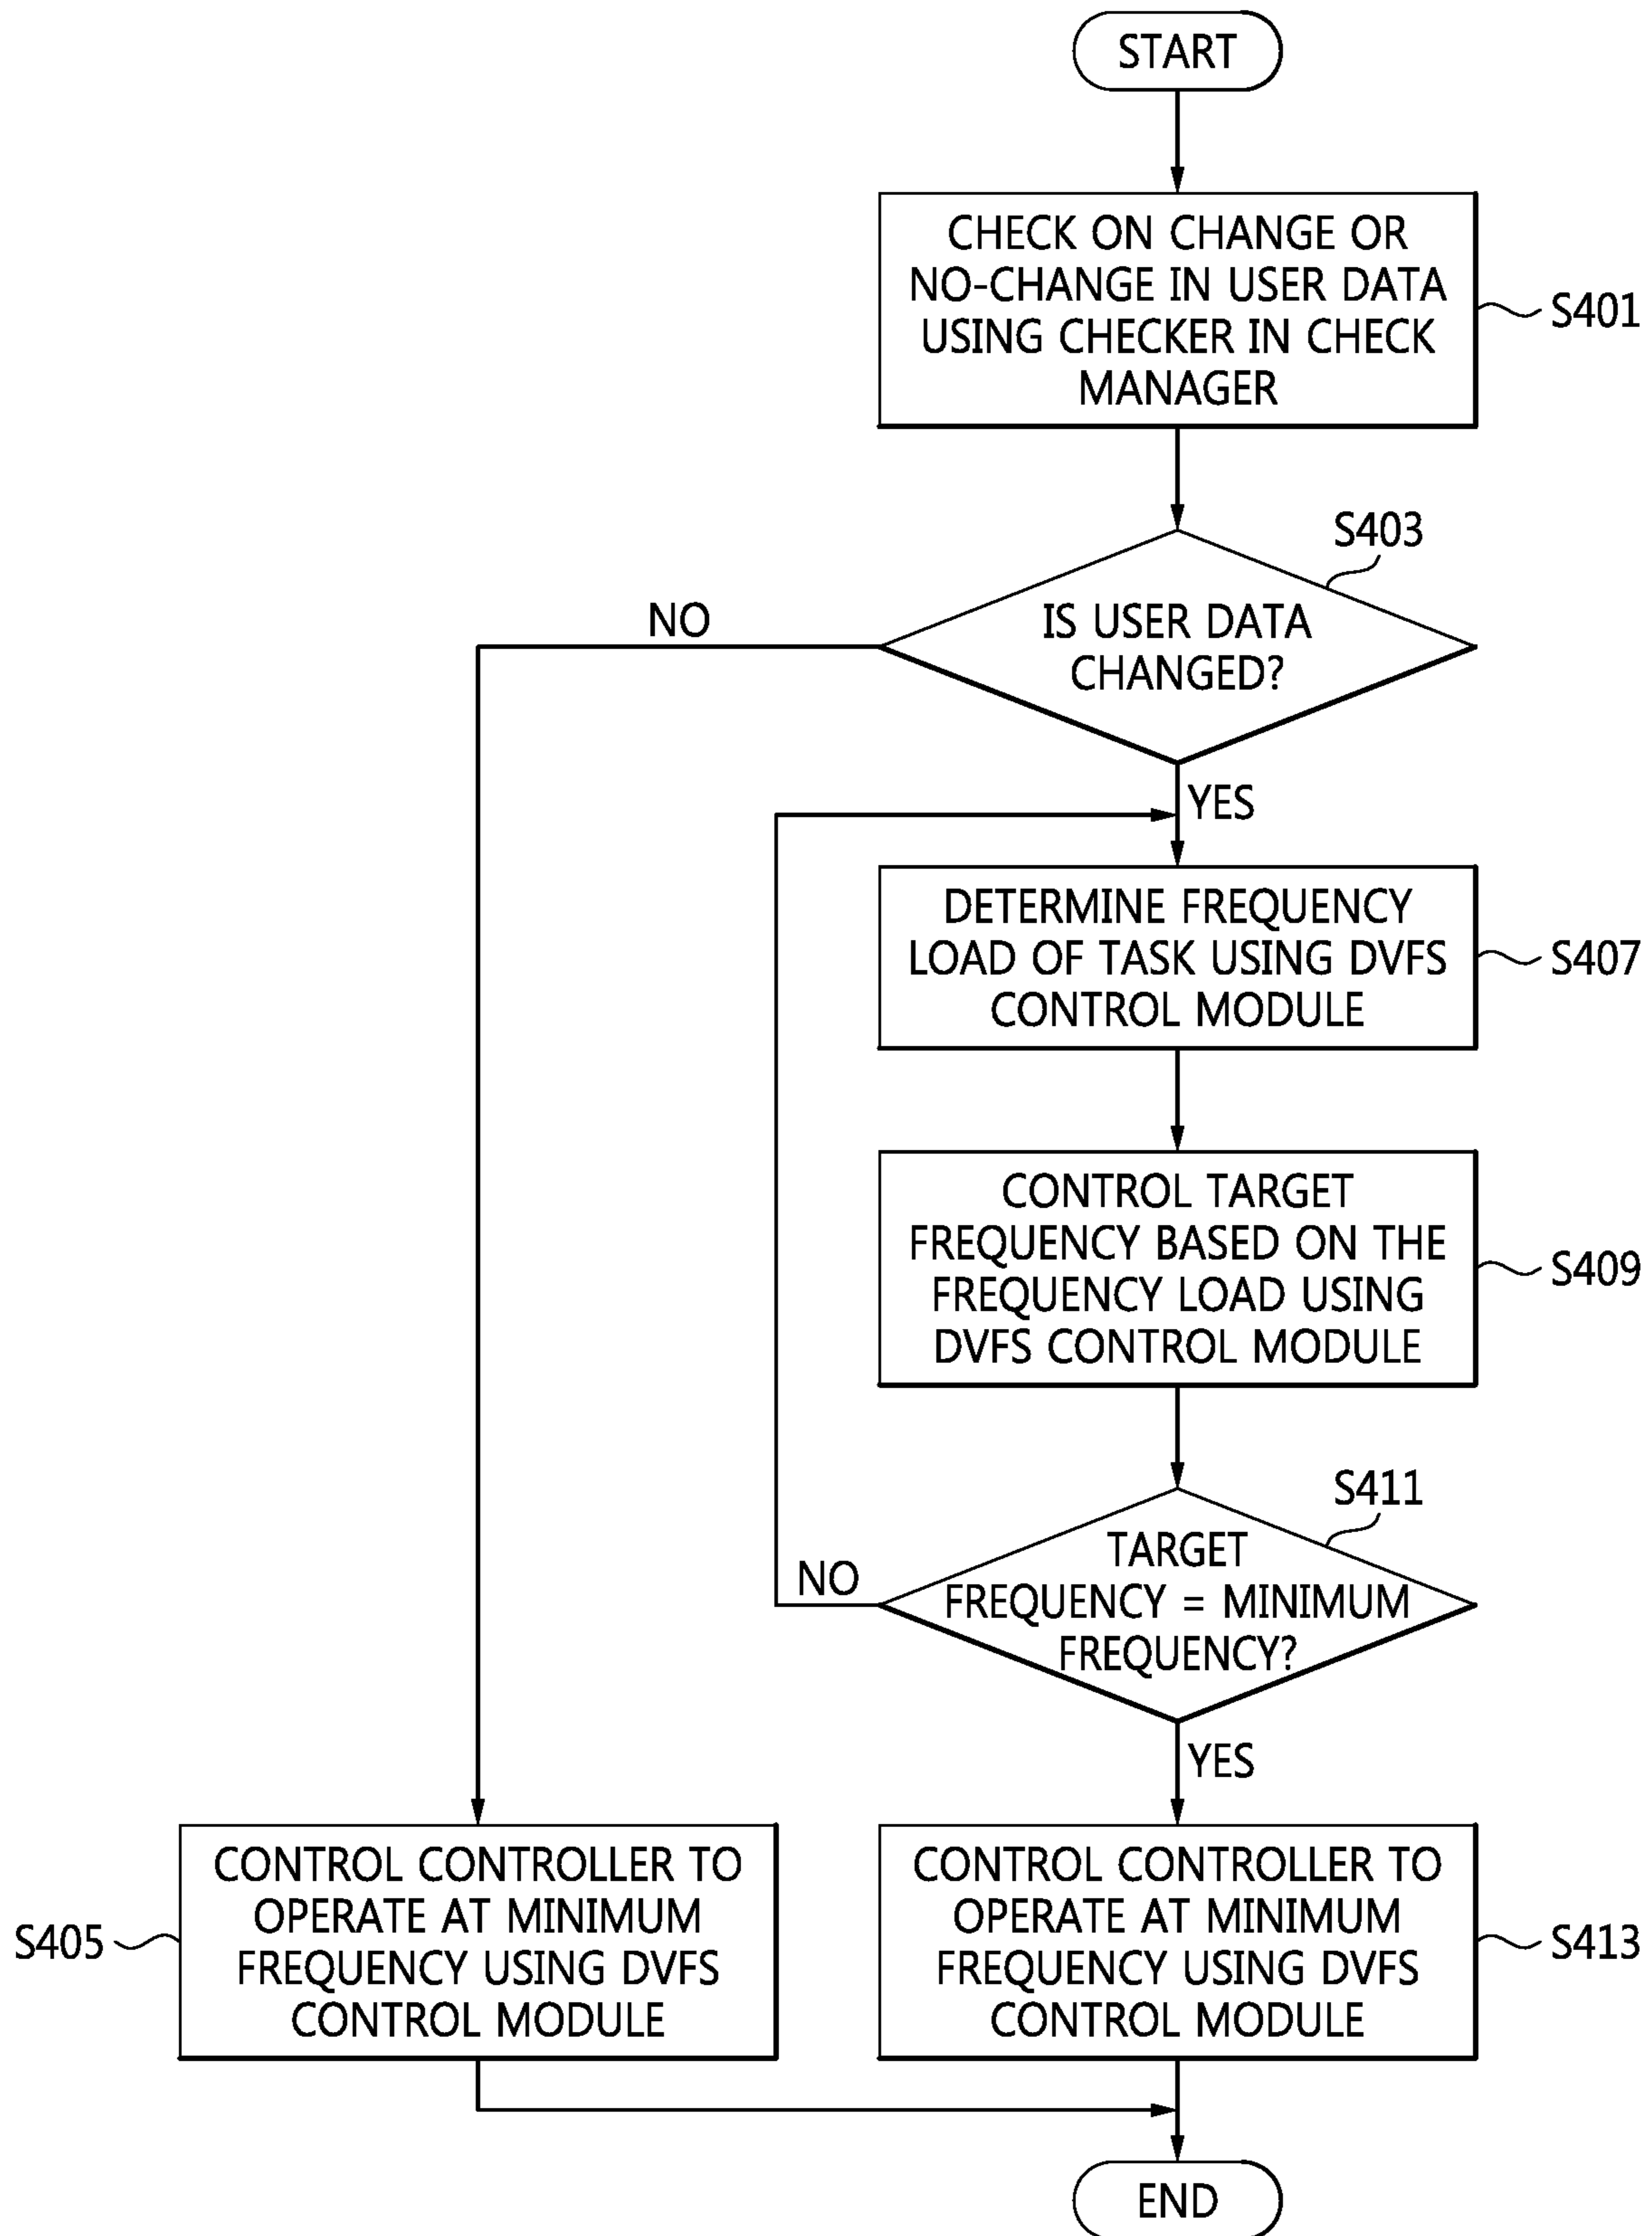 START
CHECK ON CHANGE OR
NO-CHANGE IN USER DATA
USING CHECKER IN CHECK
MANAGER
S401
S403
IS USER DATA
CHANGED?
NO
YES
DETERMINE FREQUENCY
LOAD OF TASK USING DVFS
CONTROL MODULE
S407
CONTROL TARGET
FREQUENCY BASED ON THE
FREQUENCY LOAD USING
DVFS CONTROL MODULE
S409
S411
TARGET
FREQUENCY = MINIMUM
FREQUENCY?
NO
YES
CONTROL CONTROLLER TO
OPERATE AT MINIMUM
FREQUENCY USING DVFS
CONTROL MODULE
S405
CONTROL CONTROLLER TO
OPERATE AT MINIMUM
FREQUENCY USING DVFS
CONTROL MODULE
S413
END